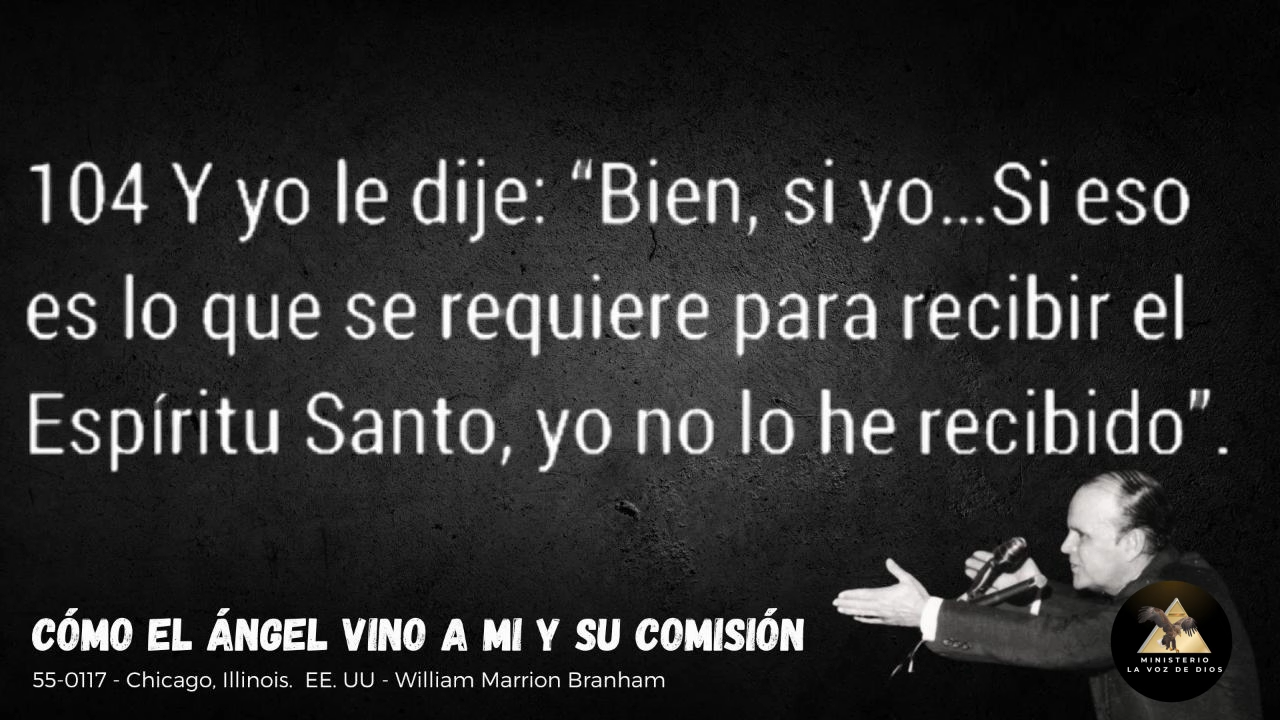 104 Y yo le dije: “Bien, si yo...Si eso
es lo que se requiere para recibir el
Espíritu Santo, yo no lo he recibido”.
CÓMO EL ÁNGEL VINO A MI Y SU COMISIÓN
55-0117 - Chicago, Illinois.  EE. UU - William Marrion Branham
MINISTERIO
LA VOZ DE DIOS